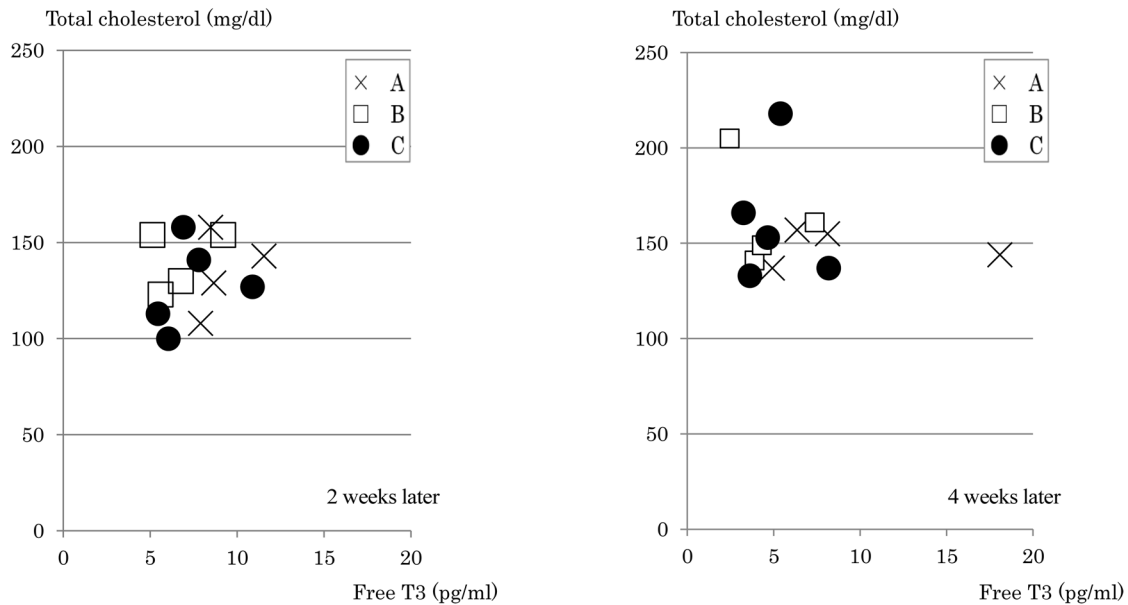 Total cholesterol (mg/dl)
250
200
150
100
50
0
0 5 10 15 20
A
B
C
2 weeks later
Free T3 (pg/ml)
Total cholesterol (mg/dl)
250
200
150
100
50
0
0 5 10 15 20
A
B
C
4 weeks later
Free T3 (pg/ml)